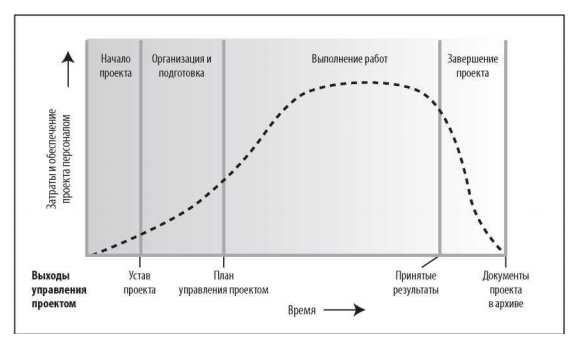 Начало
проекта
Организация и
подготовка
Выполнение работ
Завершение
проекта
Затраты и обеспечение
проекта персоналом
Выходы
управления
проектом
Устав
проекта
План
управления проектом
Принятые
результаты
Документы
проекта
в архиве
Время